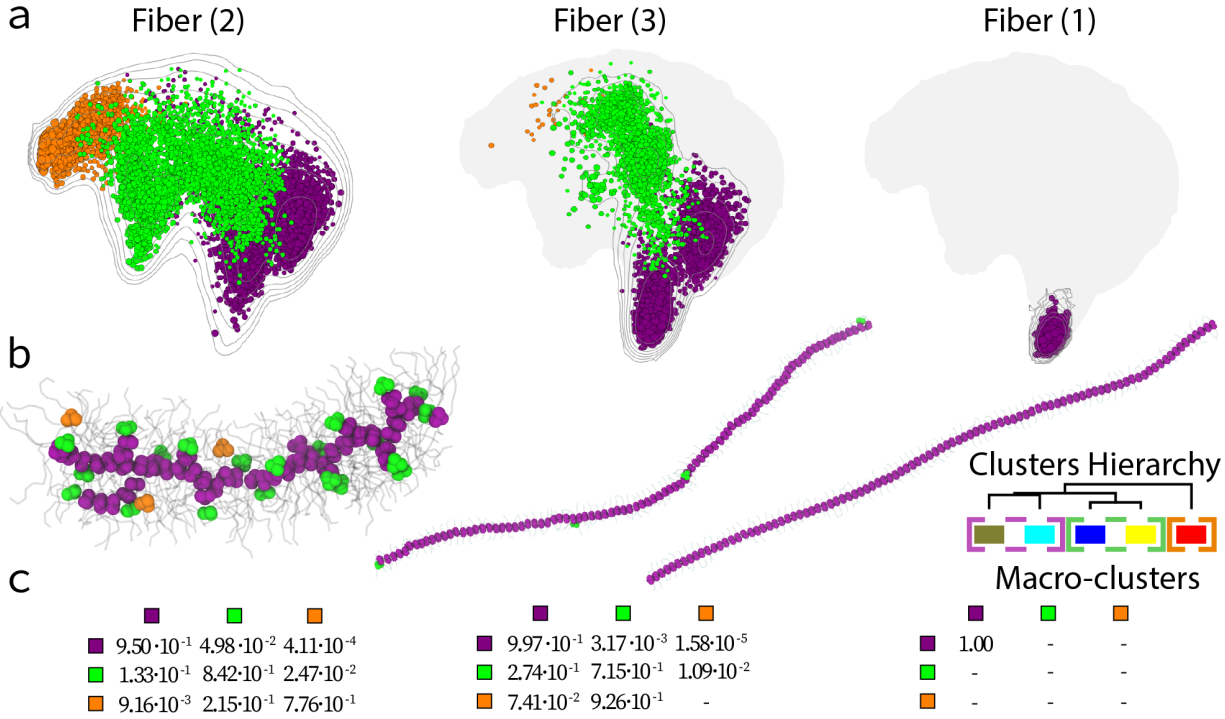 a
Fiber (2)
Fiber (3)
Fiber (1)
b
Clusters Hierarchy
Macro-clusters
c
9.50·10⁻¹ 4.98·10⁻² 4.11·10⁻⁴
1.33·10⁻¹ 8.42·10⁻¹ 2.47·10⁻²
9.16·10⁻³ 2.15·10⁻¹ 7.76·10⁻¹
9.97·10⁻¹ 3.17·10⁻³ 1.58·10⁻⁵
2.74·10⁻¹ 7.15·10⁻¹ 1.09·10⁻²
7.41·10⁻² 9.26·10⁻¹ -
1.00 - -
- - -
- - -